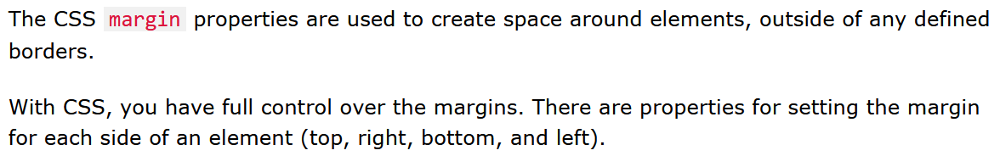 The CSS margin properties are used to create space around elements, outside of any defined
borders.
With CSS, you have full control over the margins. There are properties for setting the margin
for each side of an element (top, right, bottom, and left).